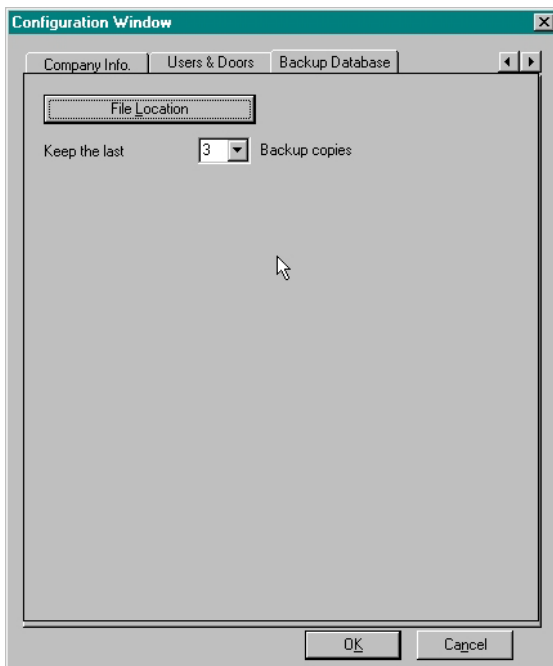 Configuration Window
Company Info. Users & Doors Backup Database
File Location
Keep the last 3 Backup copies
OK Cancel